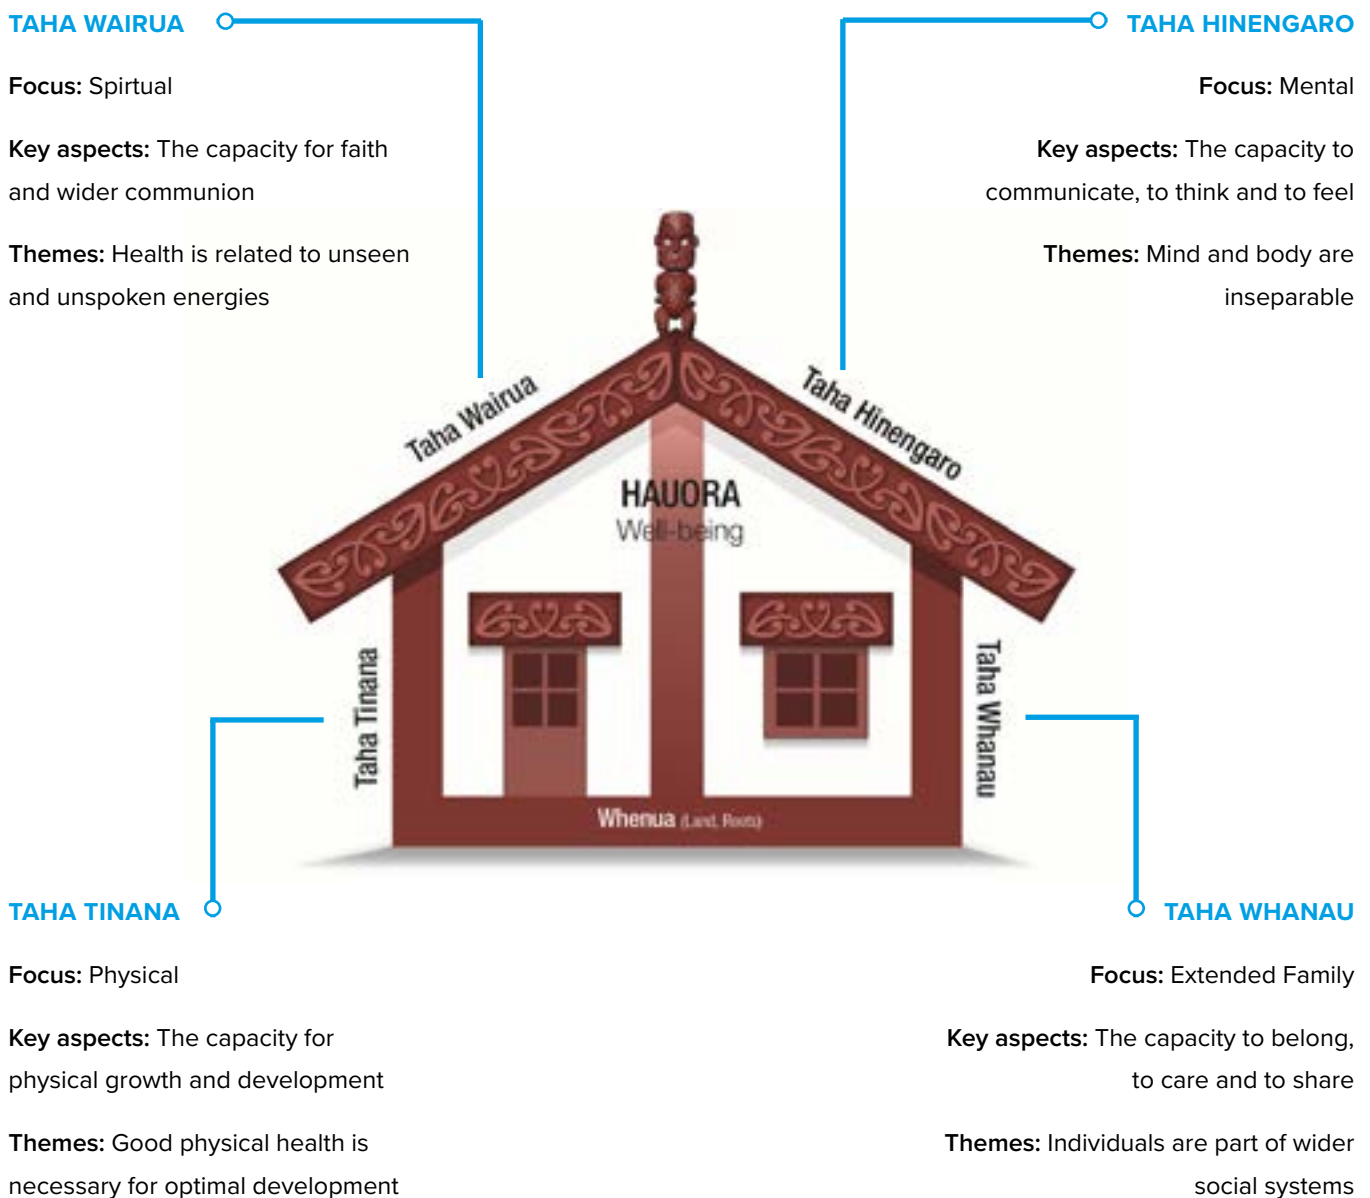 TAHA WAIRUA
Focus: Spirtual
Key aspects: The capacity for faith
and wider communion
Themes: Health is related to unseen
and unspoken energies
TAHA HINENGARO
Focus: Mental
Key aspects: The capacity to
communicate, to think and to feel
Themes: Mind and body are
inseparable
Taha Wairua
Taha Hinengaro
HAUORA
Well-being
Taha Tinana
Taha Whanau
Whenua (Land, Roots)
TAHA TINANA
Focus: Physical
Key aspects: The capacity for
physical growth and development
Themes: Good physical health is
necessary for optimal development
TAHA WHANAU
Focus: Extended Family
Key aspects: The capacity to belong,
to care and to share
Themes: Individuals are part of wider
social systems